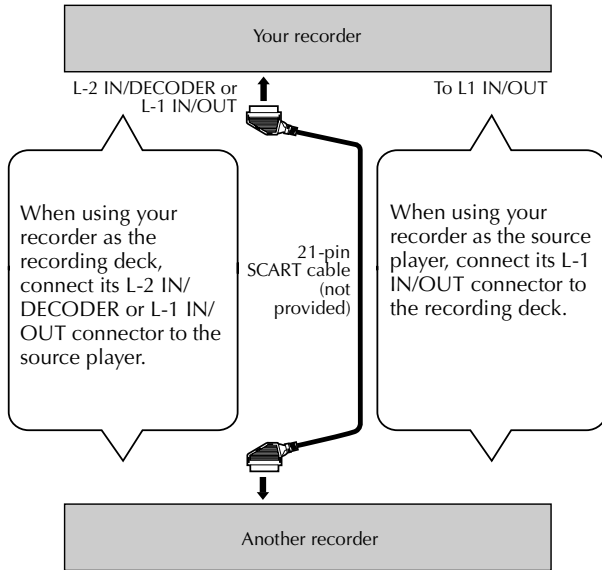 Your recorder
L-2 IN/DECODER or
L-1 IN/OUT
To L1 IN/OUT
When using your
recorder as the
recording deck,
connect its L-2 IN/
DECODER or L-1 IN/
OUT connector to the
source player.
21-pin
SCART cable
(not
provided)
When using your
recorder as the source
player, connect its L-1
IN/OUT connector to
the recording deck.
Another recorder